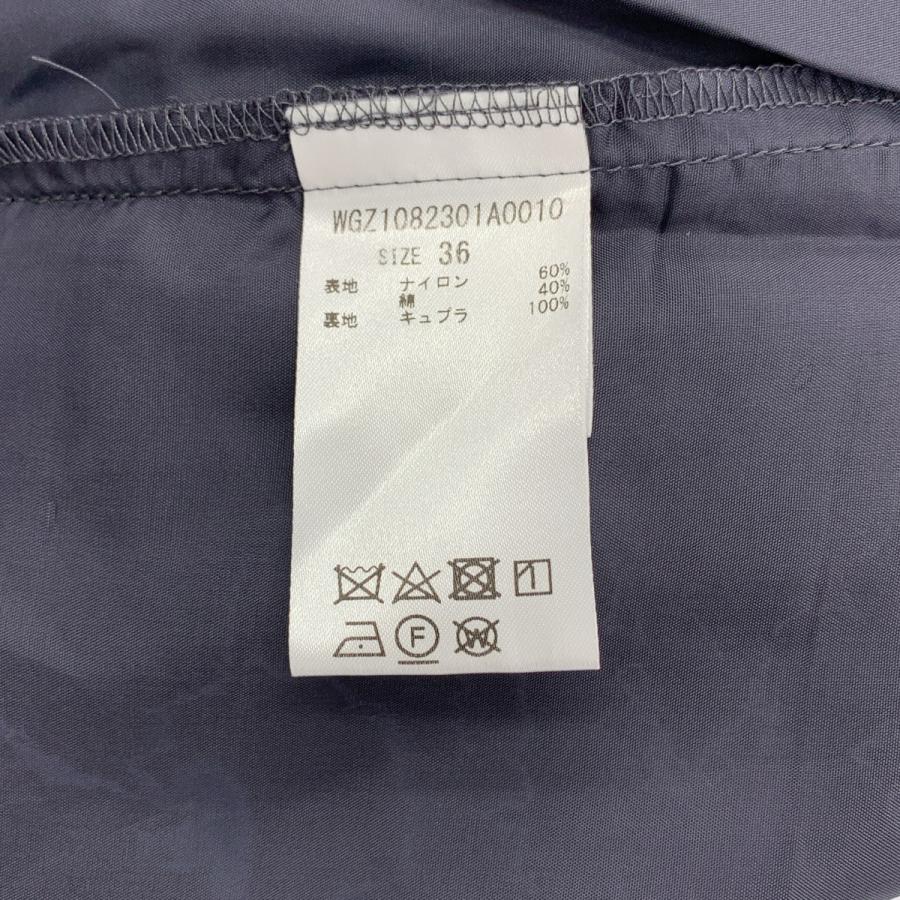 WGZ1082301A0010
SIZE 36
表地 ナイロン 60%
綿 40%
裏地 キュプラ 100%
F W